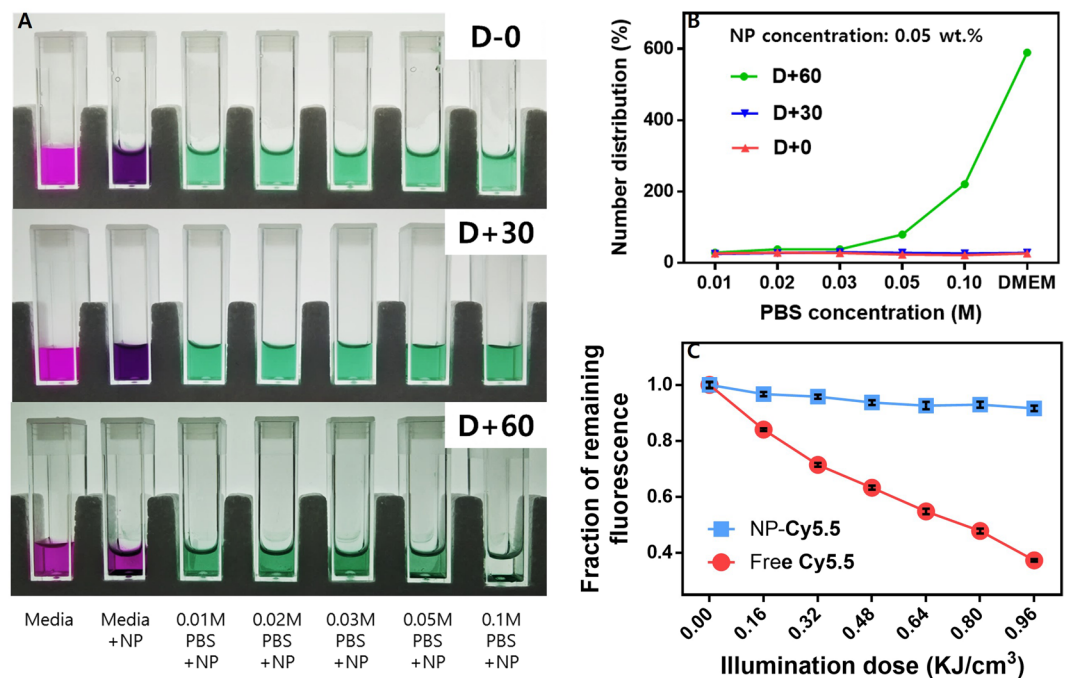 A
D-0
D+30
D+60
Media
Media
+NP
0.01M
PBS
+NP
0.02M
PBS
+NP
0.03M
PBS
+NP
0.05M
PBS
+NP
0.1M
PBS
+NP
B
NP concentration: 0.05 wt.%
D+60
D+30
D+0
Number distribution (%)
600
400
200
0
0.01 0.02 0.03 0.05 0.10 DMEM
PBS concentration (M)
C
Fraction of remaining
fluorescence
1.0
0.8
0.6
0.4
NP-Cy5.5
Free Cy5.5
0.00 0.16 0.32 0.48 0.64 0.80 0.96
Illumination dose (KJ/cm³)